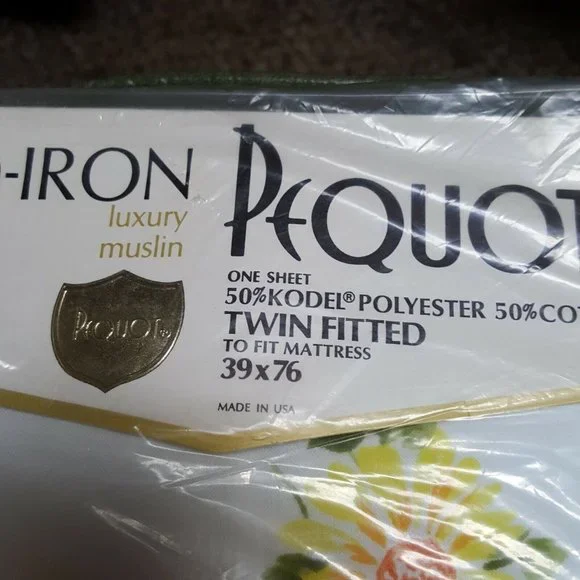 -IRON
luxury
muslin
PEQUOT
PEQUOT
ONE SHEET
50% KODEL® POLYESTER 50% CO
TWIN FITTED
TO FIT MATTRESS
39x76
MADE IN USA